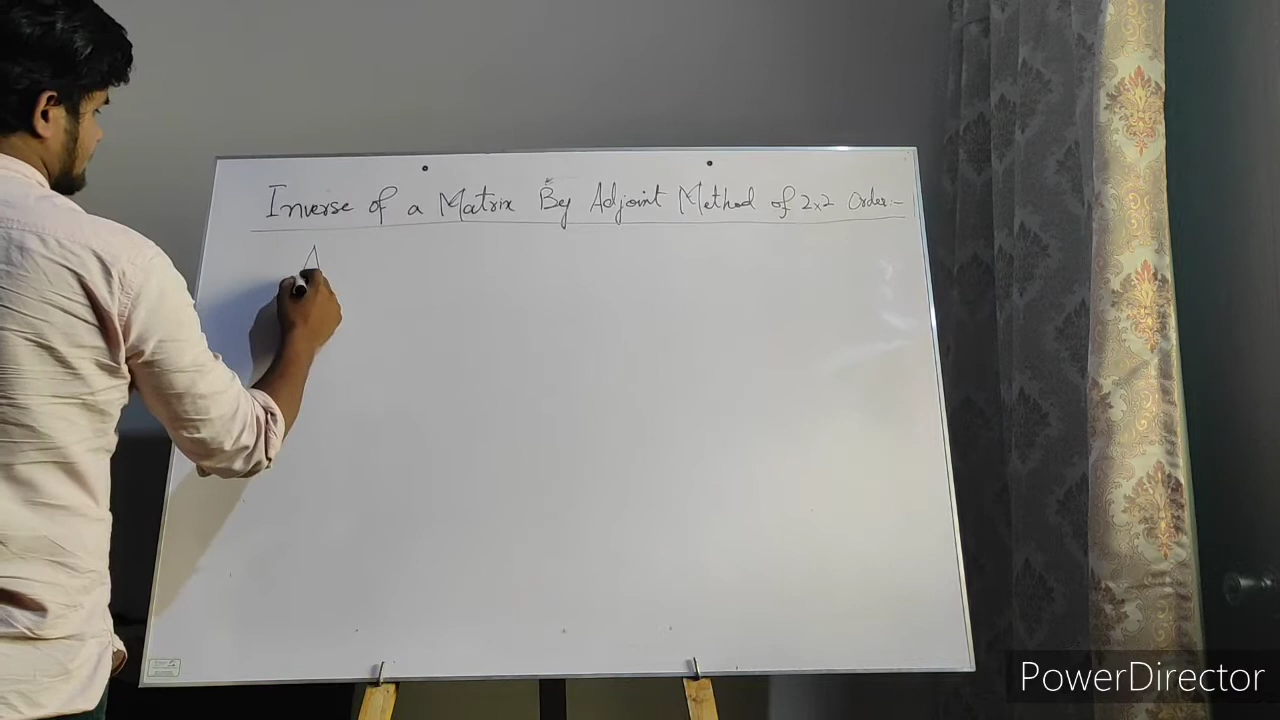 Inverse of a Matrix By Adjoint Method of 2x2 Order:-
A
PowerDirector